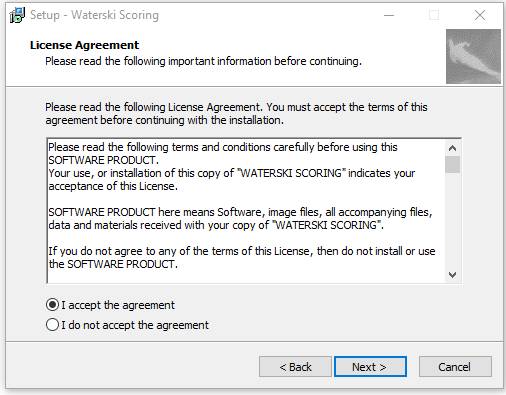 Setup - Waterski Scoring
License Agreement
Please read the following important information before continuing.
Please read the following License Agreement. You must accept the terms of this
agreement before continuing with the installation.
Please read the following terms and conditions carefully before using this
SOFTWARE PRODUCT.
Your use, or installation of this copy of "WATERSKI SCORING" indicates your
acceptance of this License.
SOFTWARE PRODUCT here means Software, image files, all accompanying files,
data and materials received with your copy of "WATERSKI SCORING".
If you do not agree to any of the terms of this License, then do not install or use
the SOFTWARE PRODUCT.
I accept the agreement
I do not accept the agreement
< Back
Next >
Cancel